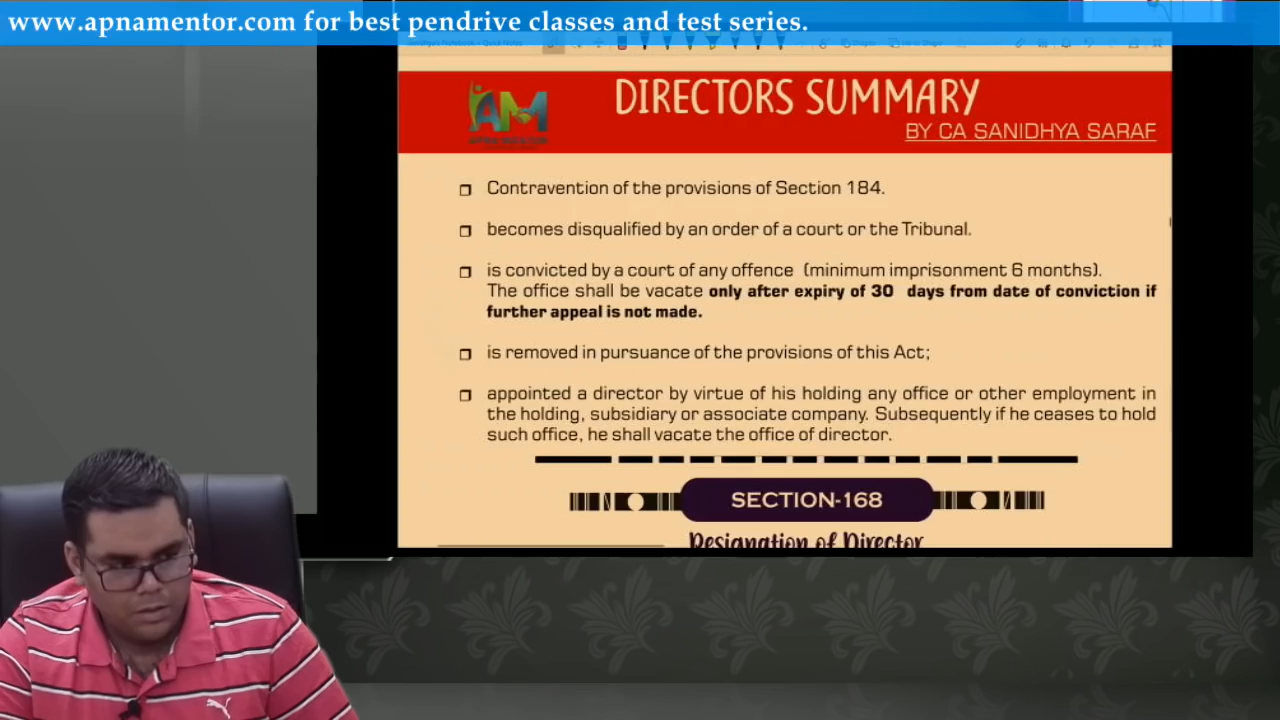 www.apnamentor.com for best pendrive classes and test series.
DIRECTORS SUMMARY
AM
BY CA SANIDHYA SARAF
Contravention of the provisions of Section 184.
becomes disqualified by an order of a court or the Tribunal.
is convicted by a court of any offence (minimum imprisonment 6 months).
The office shall be vacate only after expiry of 30 days from date of conviction if
further appeal is not made.
is removed in pursuance of the provisions of this Act;
appointed a director by virtue of his holding any office or other employment in
the holding, subsidiary or associate company. Subsequently if he ceases to hold
such office, he shall vacate the office of director.
SECTION-168
Resignation of Director